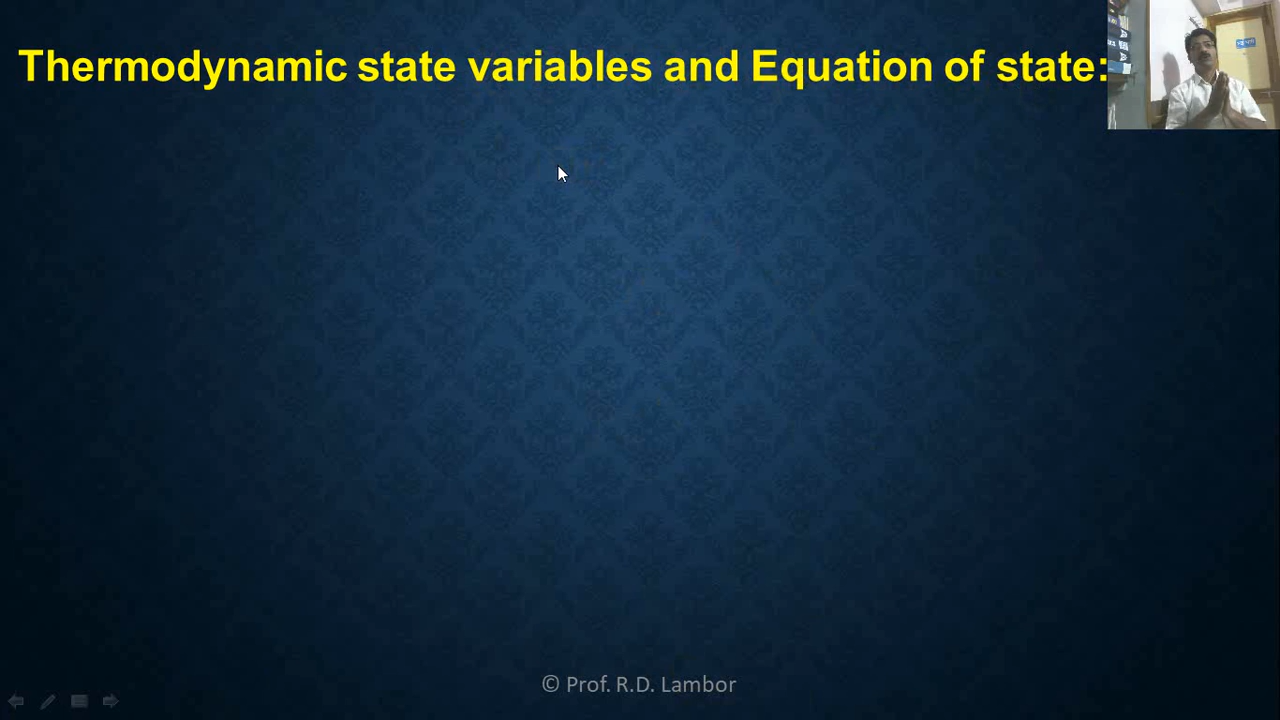 Thermodynamic state variables and Equation of state:
© Prof. R.D. Lambor